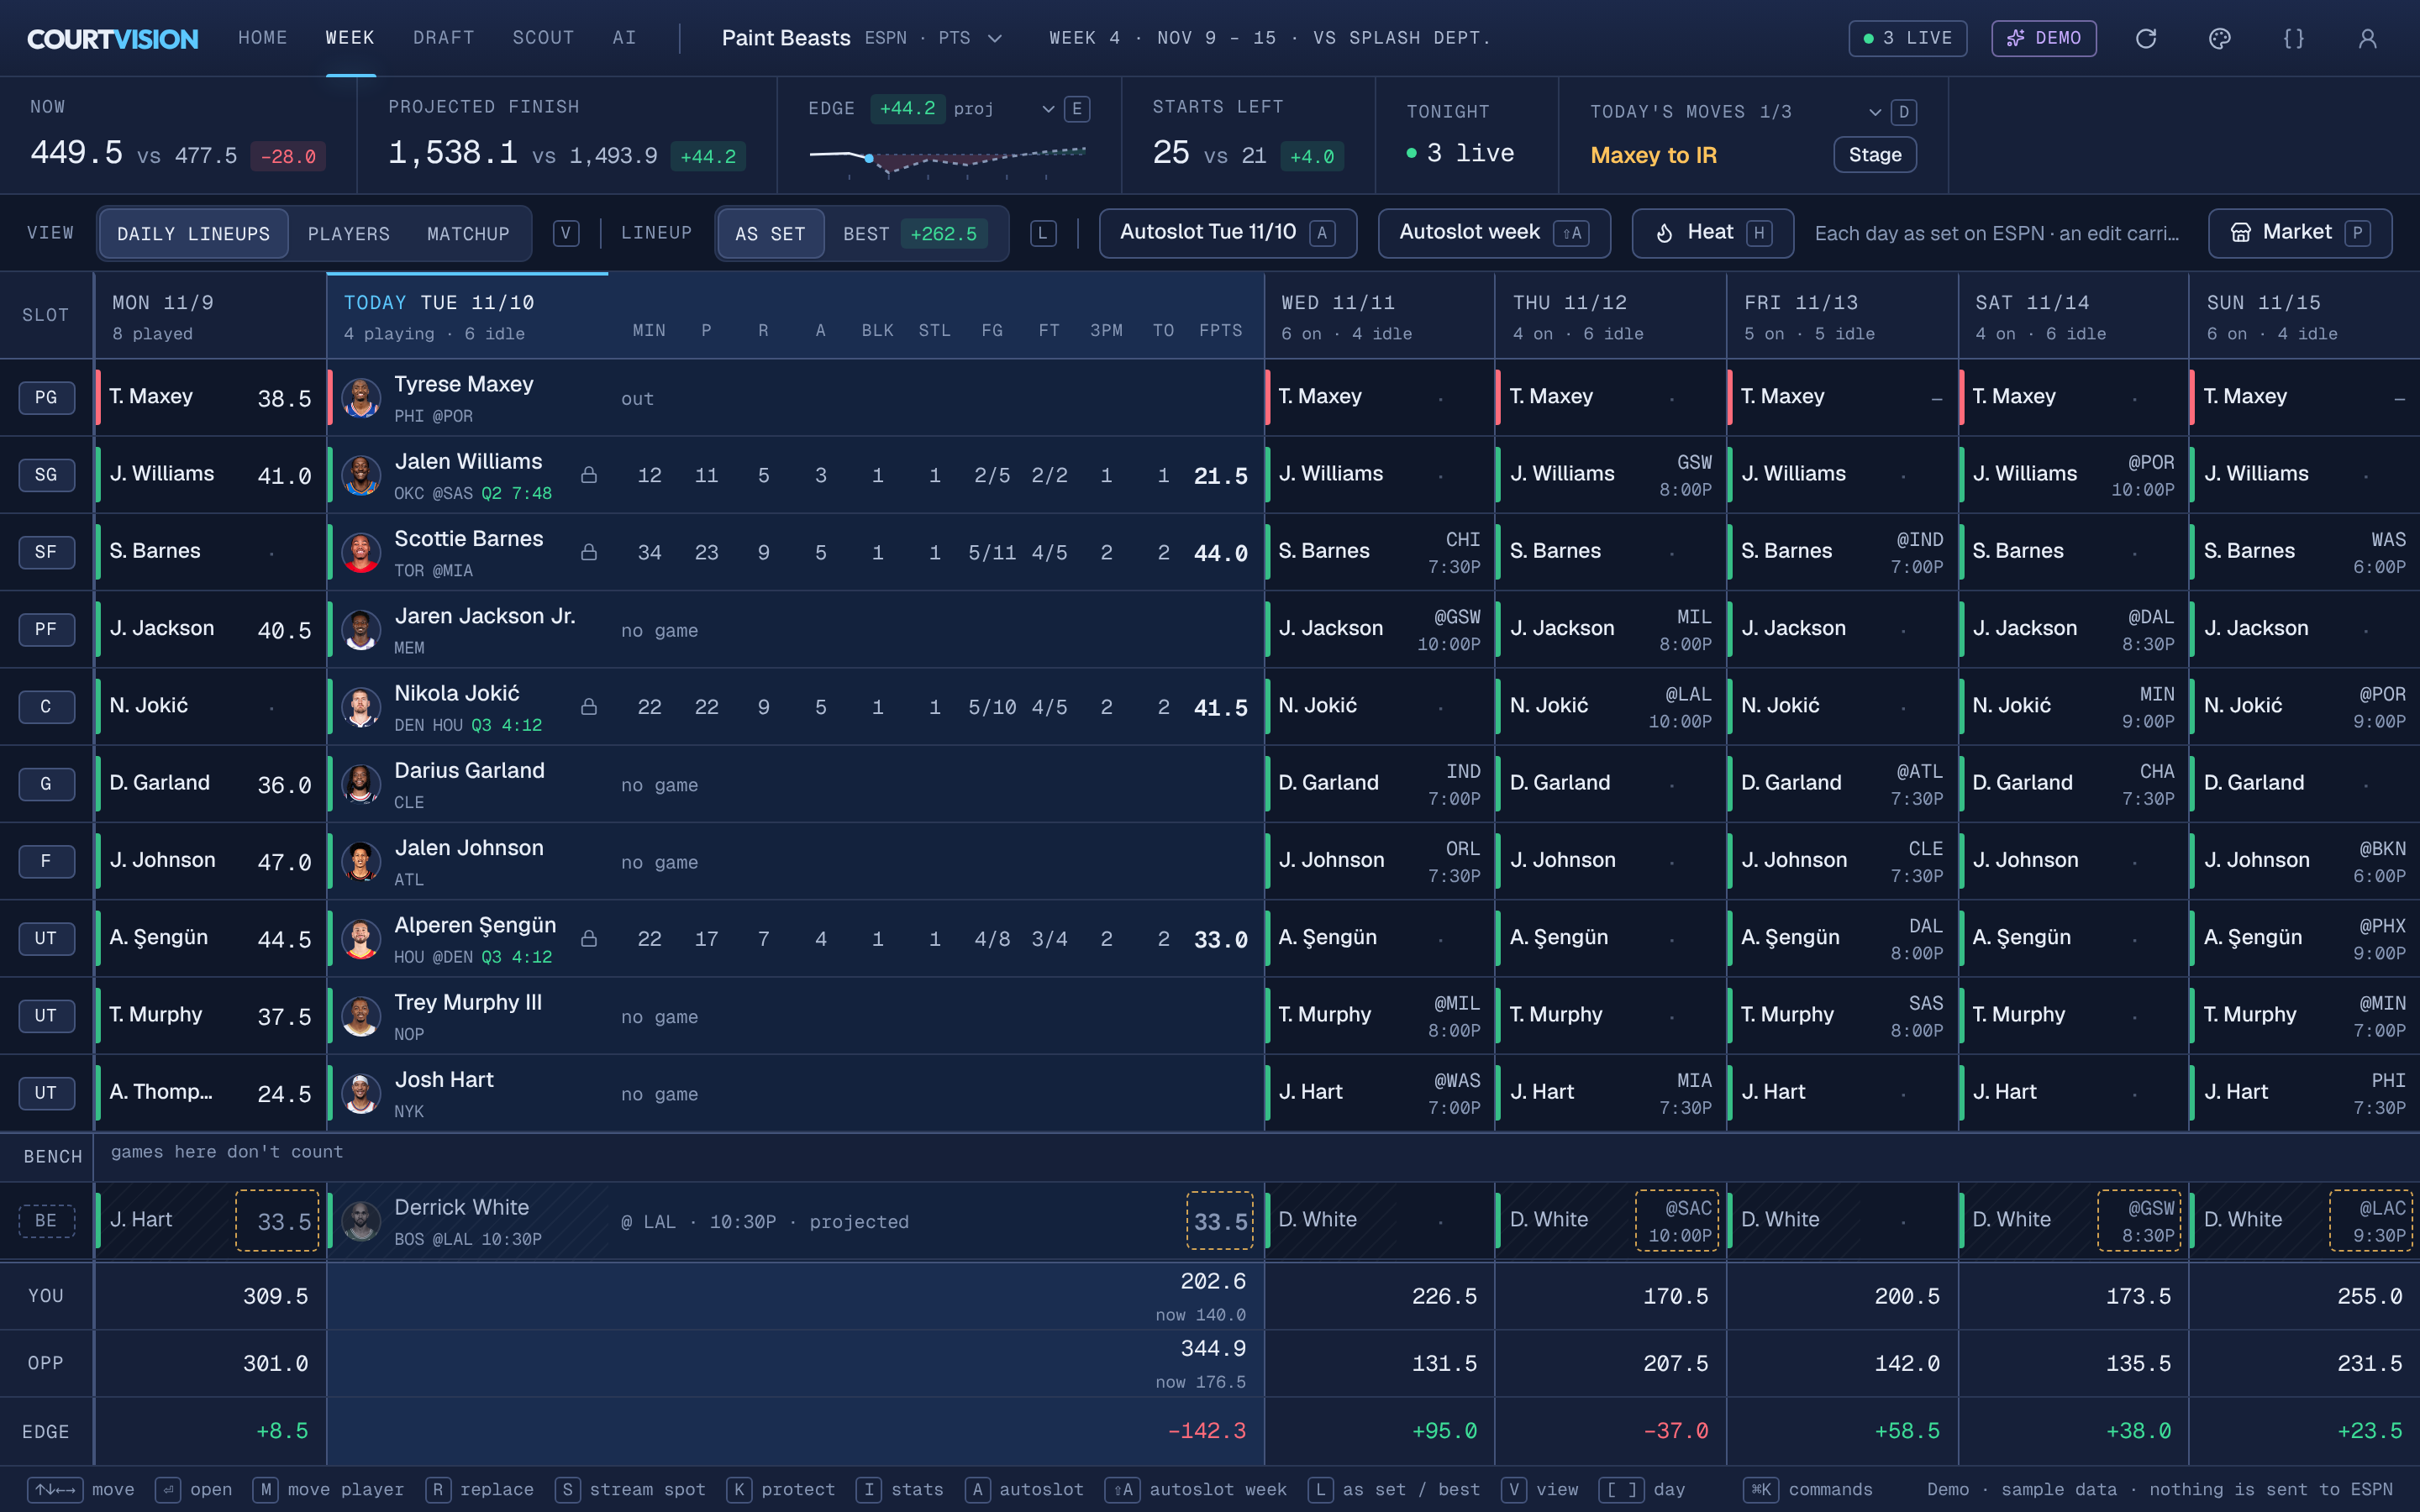 COURTVISION HOME WEEK DRAFT SCOUT AI Paint Beasts ESPN · PTS WEEK 4 · NOV 9 – 15 · VS SPLASH DEPT. 3 LIVE DEMO { }
NOW PROJECTED FINISH EDGE +44.2 proj E STARTS LEFT TONIGHT TODAY'S MOVES 1/3 D
449.5 vs 477.5 −28.0 1,538.1 vs 1,493.9 +44.2 25 vs 21 +4.0 3 live Maxey to IR Stage
VIEW DAILY LINEUPS PLAYERS MATCHUP V LINEUP AS SET BEST +262.5 L Autoslot Tue 11/10 A Autoslot week ⇧A Heat H Each day as set on ESPN · an edit carri… Market P
SLOT MON 11/9 TODAY TUE 11/10 WED 11/11 THU 11/12 FRI 11/13 SAT 11/14 SUN 11/15
8 played 4 playing · 6 idle MIN P R A BLK STL FG FT 3PM TO FPTS 6 on · 4 idle 4 on · 6 idle 5 on · 5 idle 4 on · 6 idle 6 on · 4 idle
PG T. Maxey 38.5 Tyrese Maxey out T. Maxey · T. Maxey · T. Maxey – T. Maxey · T. Maxey –
PHI @POR
SG J. Williams 41.0 Jalen Williams 12 11 5 3 1 1 2/5 2/2 1 1 21.5 J. Williams · J. Williams GSW J. Williams · J. Williams @POR J. Williams ·
OKC @SAS Q2 7:48 8:00P 10:00P
SF S. Barnes · Scottie Barnes 34 23 9 5 1 1 5/11 4/5 2 2 44.0 S. Barnes CHI S. Barnes · S. Barnes @IND S. Barnes · S. Barnes WAS
TOR @MIA 7:30P 7:00P 6:00P
PF J. Jackson 40.5 Jaren Jackson Jr. no game J. Jackson @GSW J. Jackson MIL J. Jackson · J. Jackson @DAL J. Jackson ·
MEM 10:00P 8:00P 8:30P
C N. Jokić · Nikola Jokić 22 22 9 5 1 1 5/10 4/5 2 2 41.5 N. Jokić · N. Jokić @LAL N. Jokić · N. Jokić MIN N. Jokić @POR
DEN HOU Q3 4:12 10:00P 9:00P 9:00P
G D. Garland 36.0 Darius Garland no game D. Garland IND D. Garland · D. Garland @ATL D. Garland CHA D. Garland ·
CLE 7:00P 7:30P 7:30P
F J. Johnson 47.0 Jalen Johnson no game J. Johnson ORL J. Johnson · J. Johnson CLE J. Johnson · J. Johnson @BKN
ATL 7:30P 7:30P 6:00P
UT A. Şengün 44.5 Alperen Şengün 22 17 7 4 1 1 4/8 3/4 2 2 33.0 A. Şengün · A. Şengün · A. Şengün DAL A. Şengün · A. Şengün @PHX
HOU @DEN Q3 4:12 8:00P 9:00P
UT T. Murphy 37.5 Trey Murphy III no game T. Murphy @MIL T. Murphy · T. Murphy SAS T. Murphy · T. Murphy @MIN
NOP 8:00P 8:00P 7:00P
UT A. Thomp… 24.5 Josh Hart no game J. Hart @WAS J. Hart MIA J. Hart · J. Hart · J. Hart PHI
NYK 7:00P 7:30P 7:30P
BENCH games here don't count
BE J. Hart 33.5 Derrick White @ LAL · 10:30P · projected 33.5 D. White · D. White @SAC D. White · D. White @GSW D. White @LAC
BOS @LAL 10:30P 10:00P 8:30P 9:30P
YOU 309.5 202.6 226.5 170.5 200.5 173.5 255.0
now 140.0
OPP 301.0 344.9 131.5 207.5 142.0 135.5 231.5
now 176.5
EDGE +8.5 −142.3 +95.0 −37.0 +58.5 +38.0 +23.5
↑↓←→ move ⏎ open M move player R replace S stream spot K protect I stats A autoslot ⇧A autoslot week L as set / best V view [ ] day ⌘K commands Demo · sample data · nothing is sent to ESPN